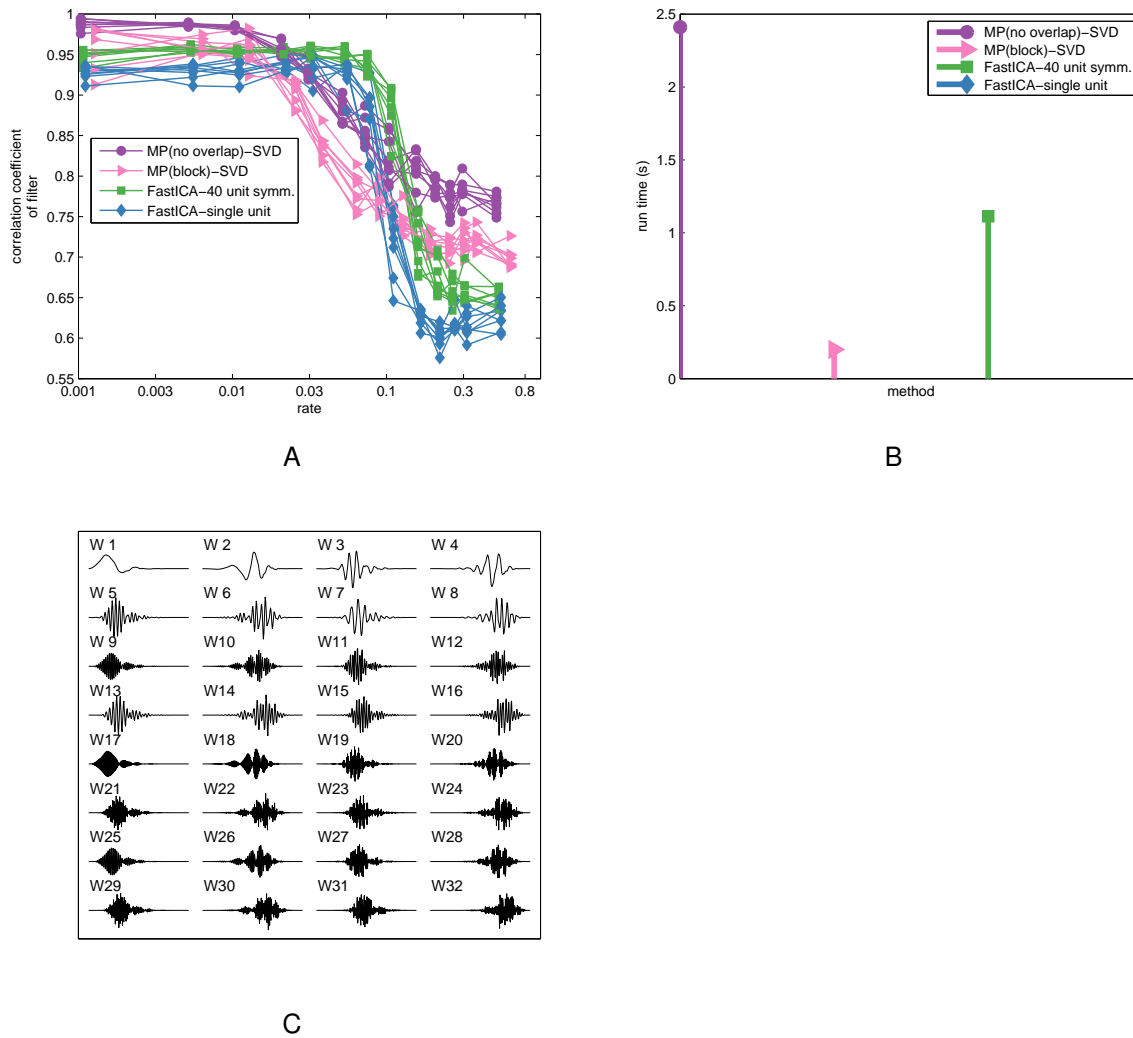 1
0.95
0.9
0.85
0.8
0.75
0.7
0.65
0.6
0.55
correlation coefficient
of filter
MP(no overlap)−SVD
MP(block)−SVD
FastICA−40 unit symm.
FastICA−single unit
0.001
0.003
0.01
0.03
0.1
0.3
0.8
rate
A
2.5
2
1.5
1
0.5
0
run time (s)
MP(no overlap)−SVD
MP(block)−SVD
FastICA−40 unit symm.
FastICA−single unit
method
B
W 1 W 2 W 3 W 4
W 5 W 6 W 7 W 8
W 9 W10 W11 W12
W13 W14 W15 W16
W17 W18 W19 W20
W21 W22 W23 W24
W25 W26 W27 W28
W29 W30 W31 W32
C